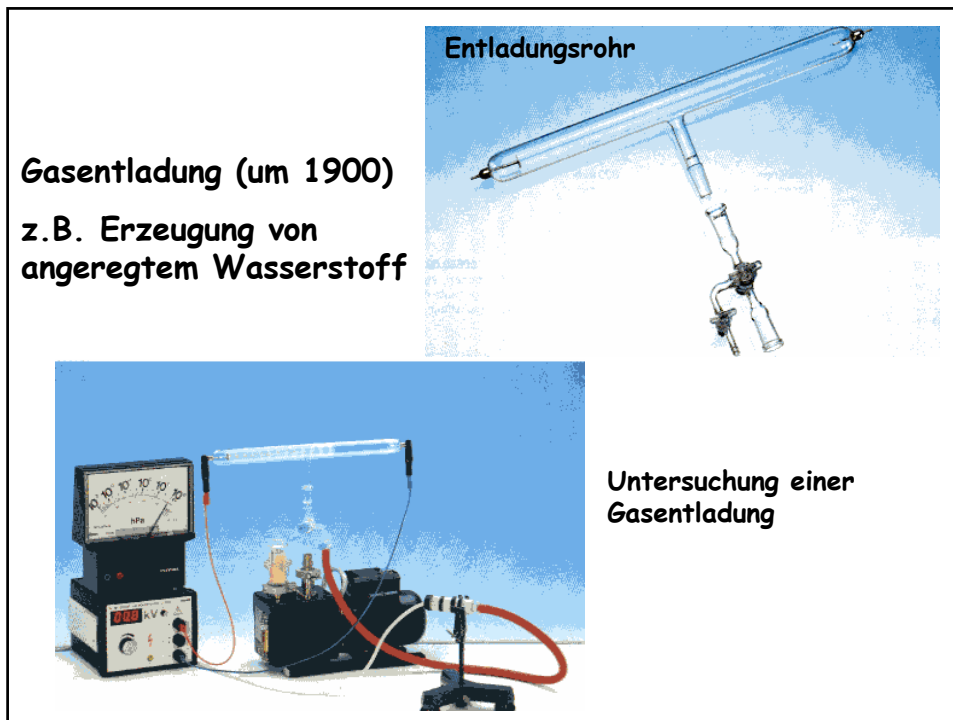 Entladungsrohr
Gasentladung (um 1900)
z.B. Erzeugung von
angeregtem Wasserstoff
hPa
kV
Untersuchung einer
Gasentladung